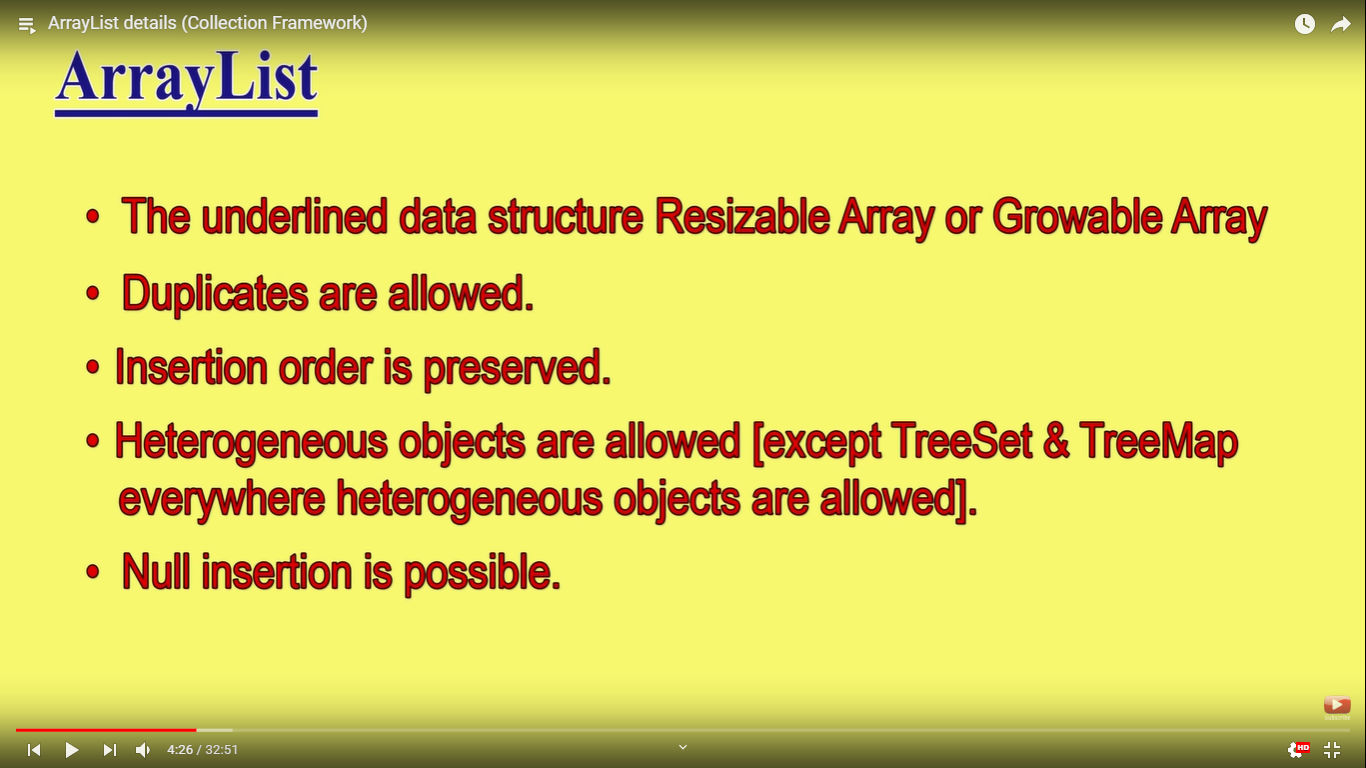 ArrayList details (Collection Framework)
ArrayList
• The underlined data structure Resizable Array or Growable Array
• Duplicates are allowed.
• Insertion order is preserved.
• Heterogeneous objects are allowed [except TreeSet & TreeMap
everywhere heterogeneous objects are allowed].
• Null insertion is possible.
SUBSCRIBE
4:26 / 32:51
HD